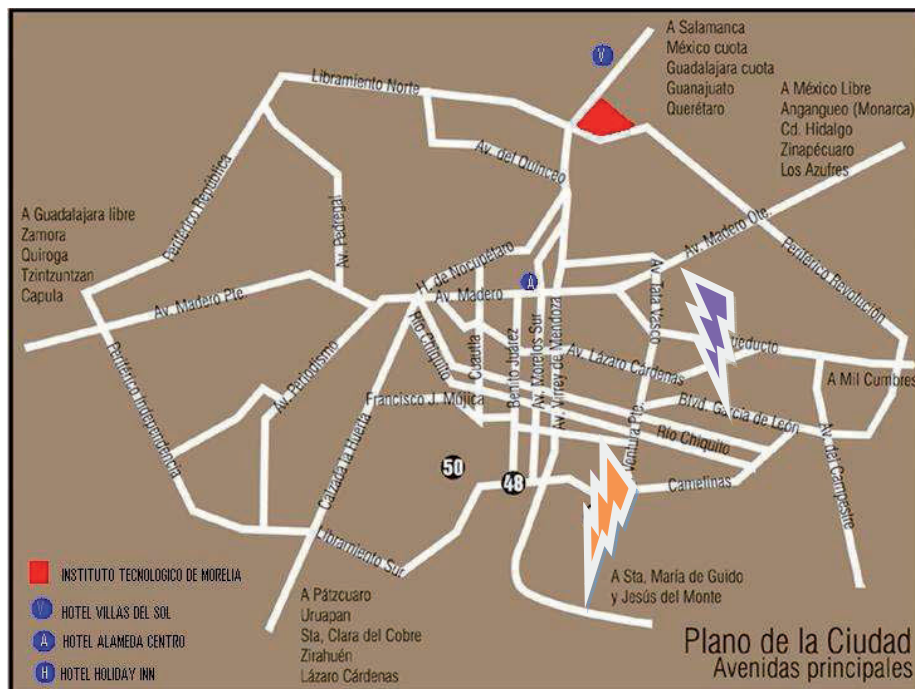 A Salamanca
México cuota
Guadalajara cuota
Guanajuato
Querétaro
A México Libre
Angangueo (Monarca)
Cd. Hidalgo
Zinapécuaro
Los Azufres
V
Libramiento Norte
Av. del Quinceo
Periférico República
Av. Pedregal
A Guadalajara libre
Zamora
Quiroga
Tzintzuntzan
Capula
H. de Nocupétaro
Av. Madero Ote.
Av. Tata Vasco
Periférico Revolución
A
Av. Madero
Av. Madero Pte.
Río Chiquito
Cuautla
Benito Juárez
Av. Morelos Sur
Av. Virrey de Mendoza
ueducto
Av. Lázaro Cárdenas
A Mil Cumbres
Periférico Independencia
Av. Periodismo
Francisco J. Mójica
Blvd. García de León
Río Chiquito
Ventura Pte.
Av. del Campestre
Calzada la Huerta
50
48
Camelinas
Libramiento Sur
INSTITUTO TECNOLOGICO DE MORELIA
V HOTEL VILLAS DEL SOL
A HOTEL ALAMEDA CENTRO
H HOTEL HOLIDAY INN
A Pátzcuaro
Uruapan
Sta, Clara del Cobre
Zirahuén
Lázaro Cárdenas
A Sta, María de Guido
y Jesús del Monte
Plano de la Ciudad
Avenidas principales